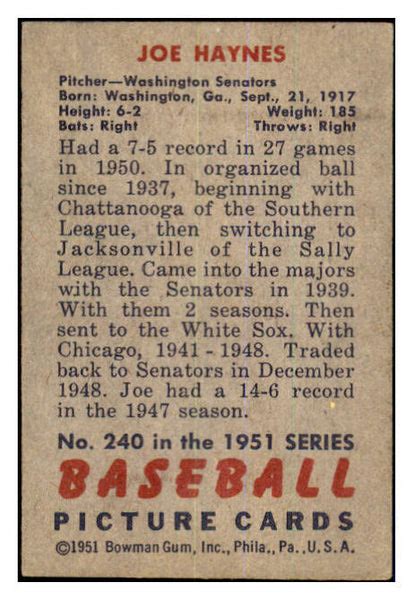 JOE HAYNES
Pitcher—Washington Senators
Born: Washington, Ga., Sept., 21, 1917
Height: 6-2 Weight: 185
Bats: Right Throws: Right
Had a 7-5 record in 27 games
in 1950. In organized ball
since 1937, beginning with
Chattanooga of the Southern
League, then switching to
Jacksonville of the Sally
League. Came into the majors
with the Senators in 1939.
With them 2 seasons. Then
sent to the White Sox. With
Chicago, 1941 - 1948. Traded
back to Senators in December
1948. Joe had a 14-6 record
in the 1947 season.
No. 240 in the 1951 SERIES
BASEBALL
PICTURE CARDS
©1951 Bowman Gum, Inc., Phila., Pa., U. S. A.